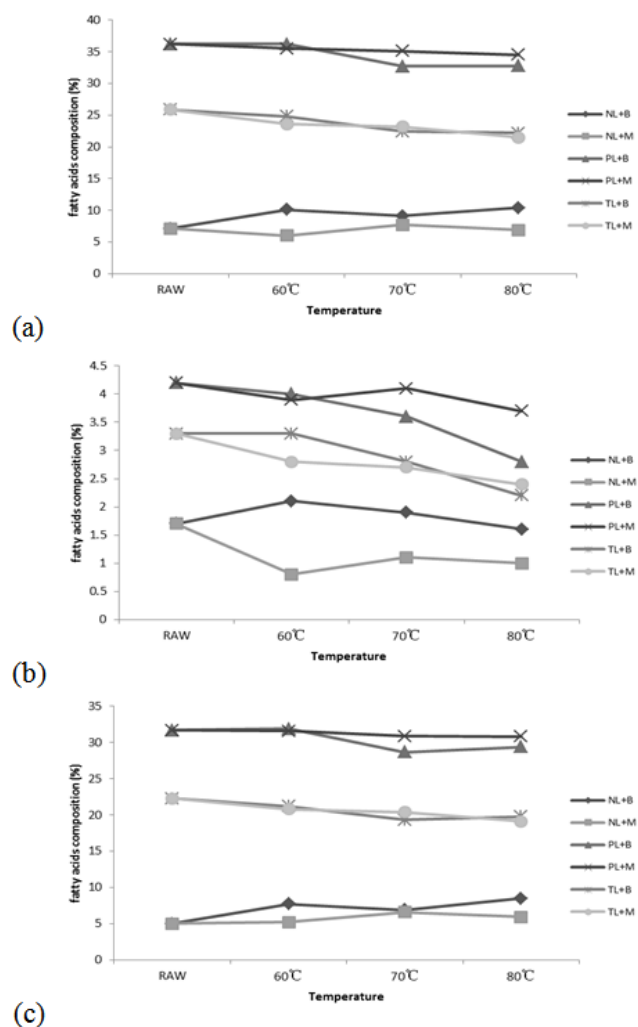 40
35
30
25
20
15
10
5
0
fatty acids composition (%)
RAW 60℃ 70℃ 80℃
Temperature
NL+B
NL+M
PL+B
PL+M
TL+B
TL+M
(a)
4.5
4
3.5
3
2.5
2
1.5
1
0.5
0
fatty acids composition (%)
RAW 60℃ 70℃ 80℃
Temperature
NL+B
NL+M
PL+B
PL+M
TL+B
TL+M
(b)
35
30
25
20
15
10
5
0
fatty acids composition (%)
RAW 60℃ 70℃ 80℃
Temperature
NL+B
NL+M
PL+B
PL+M
TL+B
TL+M
(c)